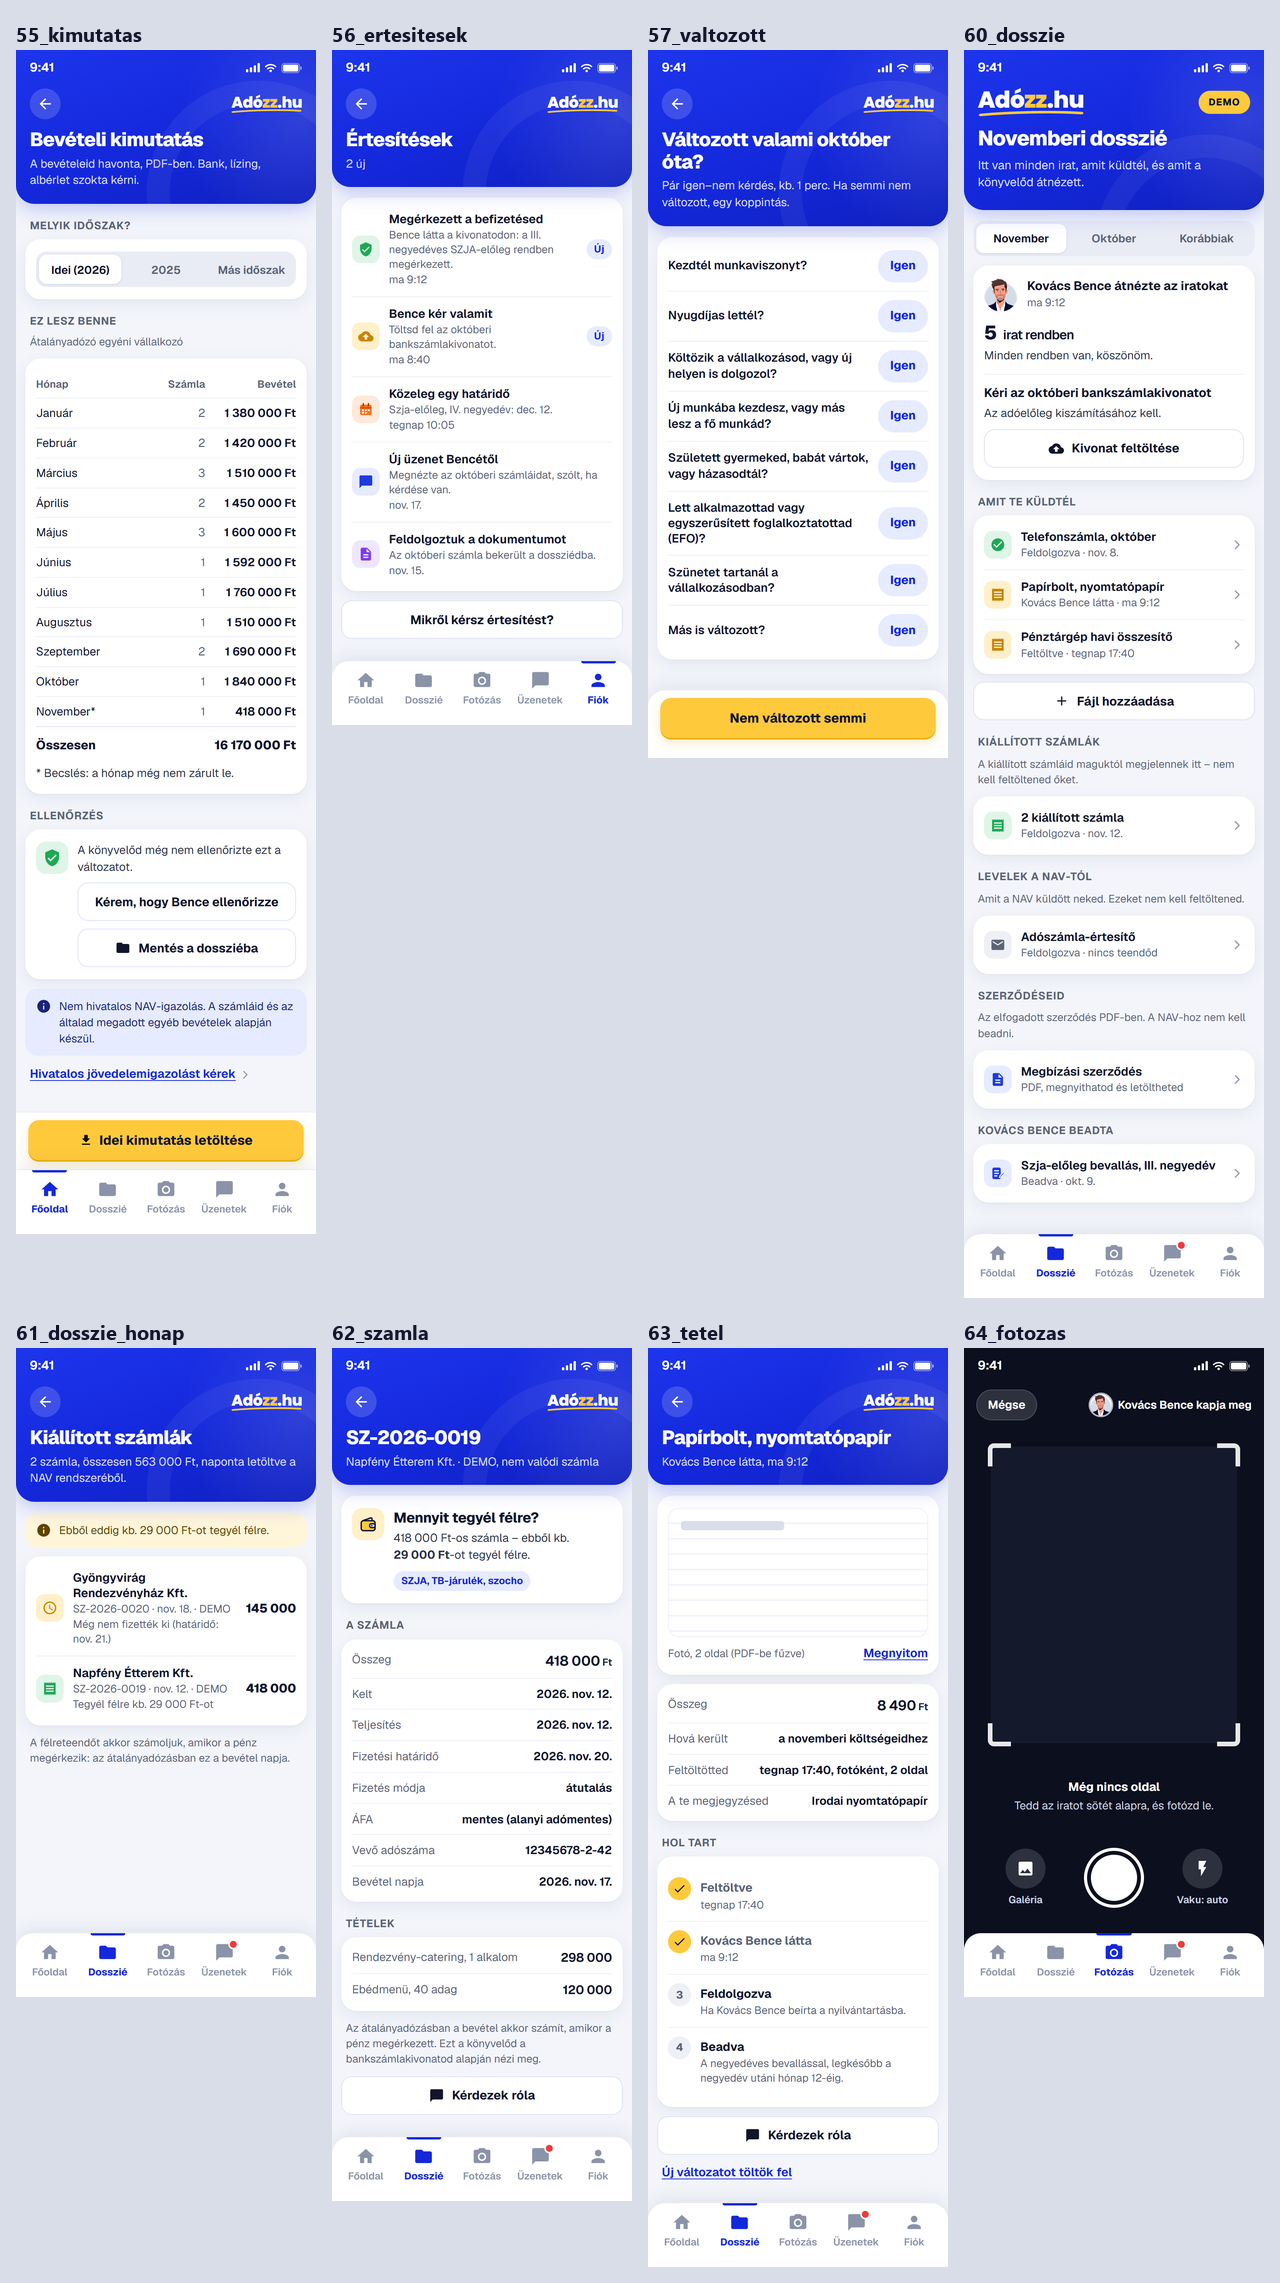 55_kimutatas
9:41
Adózz.hu
Bevételi kimutatás
A bevételeid havonta, PDF-ben. Bank, lízing,
albérlet szokta kérni.
MELYIK IDŐSZAK?
Idei (2026)
2025
Más időszak
EZ LESZ BENNE
Átalányadózó egyéni vállalkozó
Hónap Számla Bevétel
Január 2 1 380 000 Ft
Február 2 1 420 000 Ft
Március 3 1 510 000 Ft
Április 2 1 450 000 Ft
Május 3 1 600 000 Ft
Június 1 1 592 000 Ft
Július 1 1 760 000 Ft
Augusztus 1 1 510 000 Ft
Szeptember 2 1 690 000 Ft
Október 1 1 840 000 Ft
November* 1 418 000 Ft
Összesen 16 170 000 Ft
* Becslés: a hónap még nem zárult le.
ELLENŐRZÉS
A könyvelőd még nem ellenőrizte ezt a
változatot.
Kérem, hogy Bence ellenőrizze
Mentés a dossziéba
Nem hivatalos NAV-igazolás. A számláid és az
általad megadott egyéb bevételek alapján
készül.
Hivatalos jövedelemigazolást kérek
Idei kimutatás letöltése
Főoldal Dosszié Fotózás Üzenetek Fiók
56_ertesitesek
9:41
Adózz.hu
Értesítések
2 új
Megérkezett a befizetésed
Bence látta a kivonatodon: a III.
negyedéves SZJA-előleg rendben
megérkezett.
ma 9:12
Új
Bence kér valamit
Töltsd fel az októberi
bankszámlakivonatot.
ma 8:40
Új
Közeleg egy határidő
Szja-előleg, IV. negyedév: dec. 12.
tegnap 10:05
Új üzenet Bencétől
Megnézte az októberi számláidat, szólt, ha
kérdése van.
nov. 17.
Feldolgoztuk a dokumentumot
Az októberi számla bekerült a dossziédba.
nov. 15.
Mikről kérsz értesítést?
Főoldal Dosszié Fotózás Üzenetek Fiók
57_valtozott
9:41
Adózz.hu
Változott valami október
óta?
Pár igen–nem kérdés, kb. 1 perc. Ha semmi nem
változott, egy koppintás.
Kezdtél munkaviszonyt? Igen
Nyugdíjas lettél? Igen
Költözik a vállalkozásod, vagy új
helyen is dolgozol?
Igen
Új munkába kezdesz, vagy más
lesz a fő munkád?
Igen
Született gyermeked, babát vártok,
vagy házasodtál?
Igen
Lett alkalmazottad vagy
egyszerűsített foglalkoztatottad
(EFO)?
Igen
Szünetet tartanál a
vállalkozásodban?
Igen
Más is változott? Igen
Nem változott semmi
60_dosszie
9:41
Adózz.hu
DEMO
Novemberi dosszié
Itt van minden irat, amit küldtél, és amit a
könyvelőd átnézett.
November
Október
Korábbiak
Kovács Bence átnézte az iratokat
ma 9:12
5 irat rendben
Minden rendben van, köszönöm.
Kéri az októberi bankszámlakivonatot
Az adóelőleg kiszámításához kell.
Kivonat feltöltése
AMIT TE KÜLDTÉL
Telefonszámla, október
Feldolgozva · nov. 8.
Papírbolt, nyomtatópapír
Kovács Bence látta · ma 9:12
Pénztárgép havi összesítő
Feltöltve · tegnap 17:40
Fájl hozzáadása
KIÁLLÍTOTT SZÁMLÁK
A kiállított számláid maguktól megjelennek itt – nem
kell feltöltened őket.
2 kiállított számla
Feldolgozva · nov. 12.
LEVELEK A NAV-TÓL
Amit a NAV küldött neked. Ezeket nem kell feltöltened.
Adószámla-értesítő
Feldolgozva · nincs teendőd
SZERZŐDÉSEID
Az elfogadott szerződés PDF-ben. A NAV-hoz nem kell
beadni.
Megbízási szerződés
PDF, megnyithatod és letöltheted
KOVÁCS BENCE BEADTA
Szja-előleg bevallás, III. negyedév
Beadva · okt. 9.
Főoldal Dosszié Fotózás Üzenetek Fiók
61_dosszie_honap
9:41
Adózz.hu
Kiállított számlák
2 számla, összesen 563 000 Ft, naponta letöltve a
NAV rendszeréből.
Ebből eddig kb. 29 000 Ft-ot tegyél félre.
Gyöngyvirág
Rendezvényház Kft.
SZ-2026-0020 · nov. 18. · DEMO
Még nem fizették ki (határidő:
nov. 21.)
145 000
Napfény Étterem Kft.
SZ-2026-0019 · nov. 12. · DEMO
Tegyél félre kb. 29 000 Ft-ot
418 000
A félreteendőt akkor számoljuk, amikor a pénz
megérkezik: az átalányadózásban ez a bevétel napja.
Főoldal Dosszié Fotózás Üzenetek Fiók
62_szamla
9:41
Adózz.hu
SZ-2026-0019
Napfény Étterem Kft. · DEMO, nem valódi számla
Mennyit tegyél félre?
418 000 Ft-os számla – ebből kb.
29 000 Ft-ot tegyél félre.
SZJA, TB-járulék, szocho
A SZÁMLA
Összeg 418 000 Ft
Kelt 2026. nov. 12.
Teljesítés 2026. nov. 12.
Fizetési határidő 2026. nov. 20.
Fizetés módja átutalás
ÁFA mentes (alanyi adómentes)
Vevő adószáma 12345678-2-42
Bevétel napja 2026. nov. 17.
TÉTELEK
Rendezvény-catering, 1 alkalom 298 000
Ebédmenü, 40 adag 120 000
Az átalányadózásban a bevétel akkor számít, amikor a
pénz megérkezett. Ezt a könyvelőd a
bankszámlakivonatod alapján nézi meg.
Kérdezek róla
Főoldal Dosszié Fotózás Üzenetek Fiók
63_tetel
9:41
Adózz.hu
Papírbolt, nyomtatópapír
Kovács Bence látta, ma 9:12
Fotó, 2 oldal (PDF-be fűzve) Megnyitom
Összeg 8 490 Ft
Hová került a novemberi költségeidhez
Feltöltötted tegnap 17:40, fotóként, 2 oldal
A te megjegyzésed Irodai nyomtatópapír
HOL TART
Feltöltve
tegnap 17:40
Kovács Bence látta
ma 9:12
3 Feldolgozva
Ha Kovács Bence beírta a nyilvántartásba.
4 Beadva
A negyedéves bevallással, legkésőbb a
negyedév utáni hónap 12-éig.
Kérdezek róla
Új változatot töltök fel
Főoldal Dosszié Fotózás Üzenetek Fiók
64_fotozas
9:41
Mégse
Kovács Bence kapja meg
Még nincs oldal
Tedd az iratot sötét alapra, és fotózd le.
Galéria
Vaku: auto
Főoldal Dosszié Fotózás Üzenetek Fiók